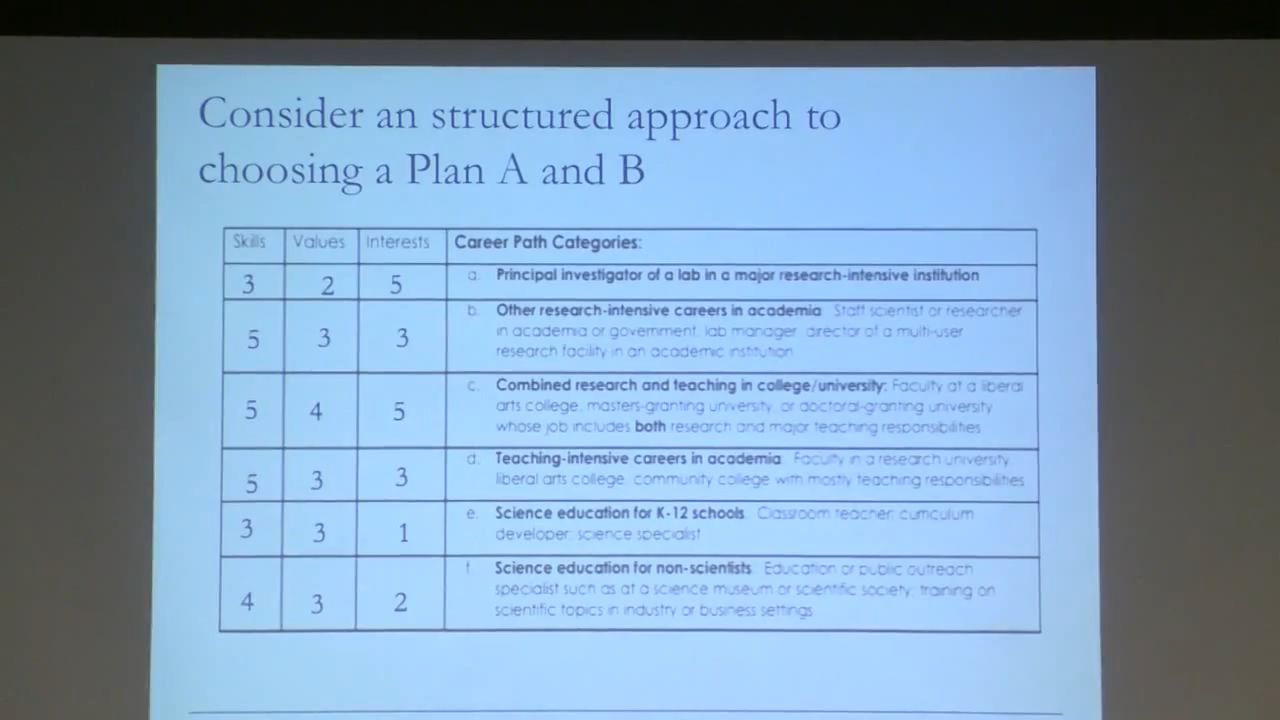 Consider an structured approach to
choosing a Plan A and B
Skills Values Interests Career Path Categories:
3 2 5 a. Principal investigator of a lab in a major research-intensive institution
5 3 3 b. Other research-intensive careers in academia Staff scientist or researcher
in academia or government, lab manager, director of a multi-user
research facility in an academic institution
5 4 5 c. Combined research and teaching in college/university: Faculty at a liberal
arts college, masters-granting university, or doctoral-granting university
whose job includes both research and major teaching responsibilities
5 3 3 d. Teaching-intensive careers in academia Faculty in a research university,
liberal arts college, community college with mostly teaching responsibilities
3 3 1 e. Science education for K-12 schools Classroom teacher, curriculum
developer, science specialist
4 3 2 f. Science education for non-scientists Education or public outreach
specialist such as at a science museum or scientific society, training on
scientific topics in industry or business settings